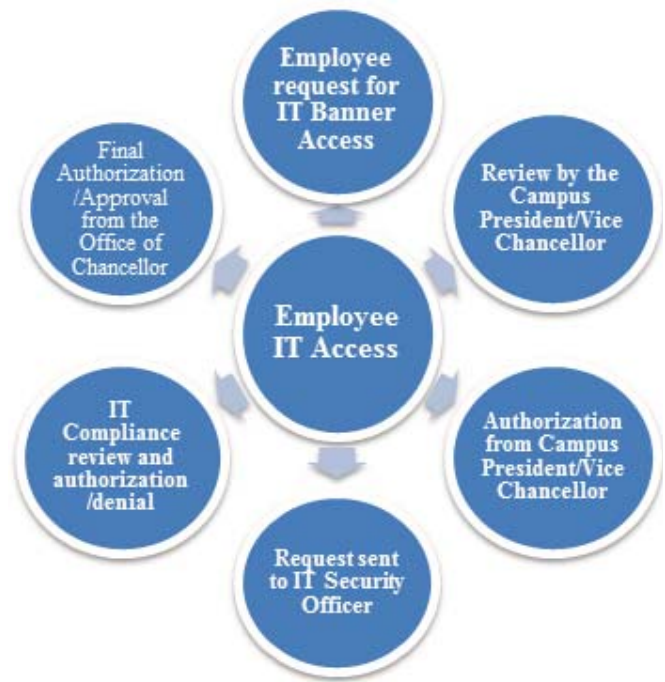 Employee
request for
IT Banner
Access
Review by the
Campus
President/Vice
Chancellor
Authorization
from Campus
President/Vice
Chancellor
Request sent
to IT Security
Officer
IT
Compliance
review and
authorization
/denial
Final
Authorization
/Approval
from the
Office of
Chancellor
Employee
IT Access